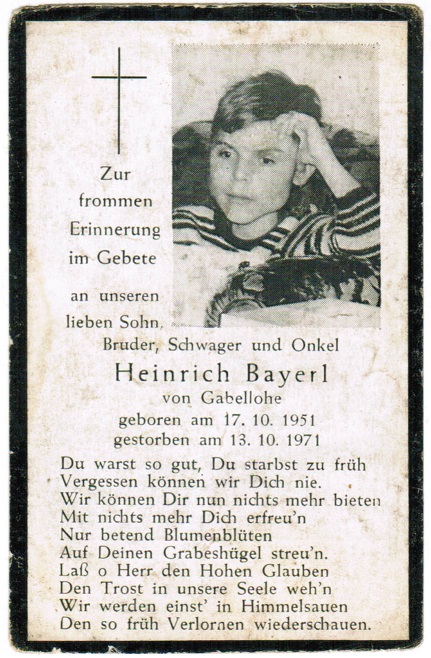 Zur
frommen
Erinnerung
im Gebete
an unseren
lieben Sohn,
Bruder, Schwager und Onkel
Heinrich Bayerl
von Gabellohe
geboren am 17. 10. 1951
gestorben am 13. 10. 1971
Du warst so gut, Du starbst zu früh
Vergessen können wir Dich nie.
Wir können Dir nun nichts mehr bieten
Mit nichts mehr Dich erfreu'n
Nur betend Blumenblüten
Auf Deinen Grabeshügel streu'n.
Laß o Herr den Hohen Glauben
Den Trost in unsere Seele weh'n
Wir werden einst' in Himmelsauen
Den so früh Verlornen wiederschauen.